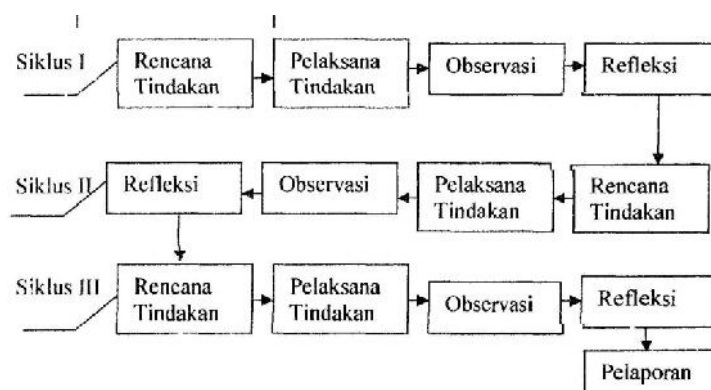 Siklus I
Rencana
Tindakan
Pelaksana
Tindakan
Observasi
Refleksi
Siklus II
Refleksi
Observasi
Pelaksana
Tindakan
Rencana
Tindakan
Siklus III
Rencana
Tindakan
Pelaksana
Tindakan
Observasi
Refleksi
Pelaporan